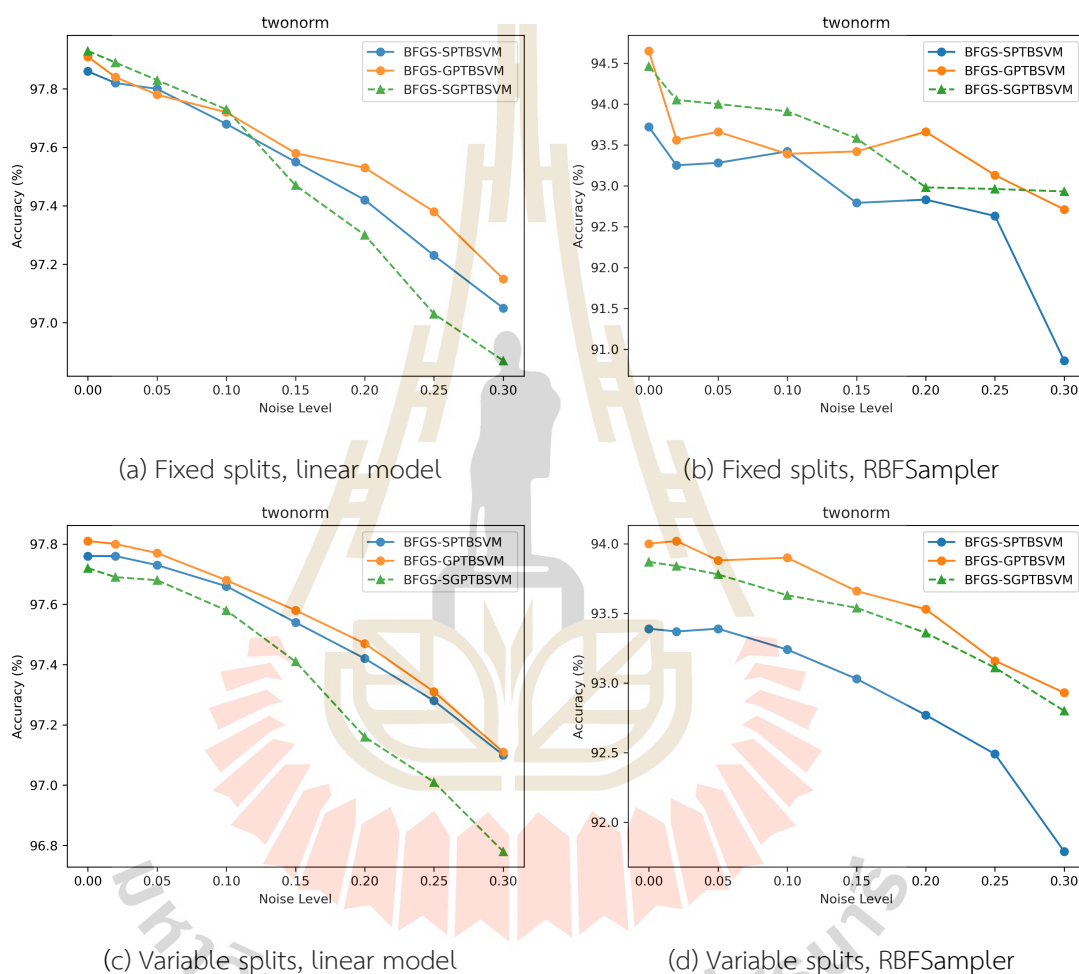 twonorm
twonorm
BFGS-SPTBSVM
BFGS-GPTBSVM
BFGS-SGPTBSVM
Accuracy (%)
97.8
97.6
97.4
97.2
97.0
0.00 0.05 0.10 0.15 0.20 0.25 0.30
Noise Level
BFGS-SPTBSVM
BFGS-GPTBSVM
BFGS-SGPTBSVM
Accuracy (%)
94.5
94.0
93.5
93.0
92.5
92.0
91.5
91.0
0.00 0.05 0.10 0.15 0.20 0.25 0.30
Noise Level
(a) Fixed splits, linear model
(b) Fixed splits, RBFSampler
twonorm
twonorm
BFGS-SPTBSVM
BFGS-GPTBSVM
BFGS-SGPTBSVM
Accuracy (%)
97.8
97.6
97.4
97.2
97.0
96.8
0.00 0.05 0.10 0.15 0.20 0.25 0.30
Noise Level
BFGS-SPTBSVM
BFGS-GPTBSVM
BFGS-SGPTBSVM
Accuracy (%)
94.0
93.5
93.0
92.5
92.0
0.00 0.05 0.10 0.15 0.20 0.25 0.30
Noise Level
(c) Variable splits, linear model
(d) Variable splits, RBFSampler